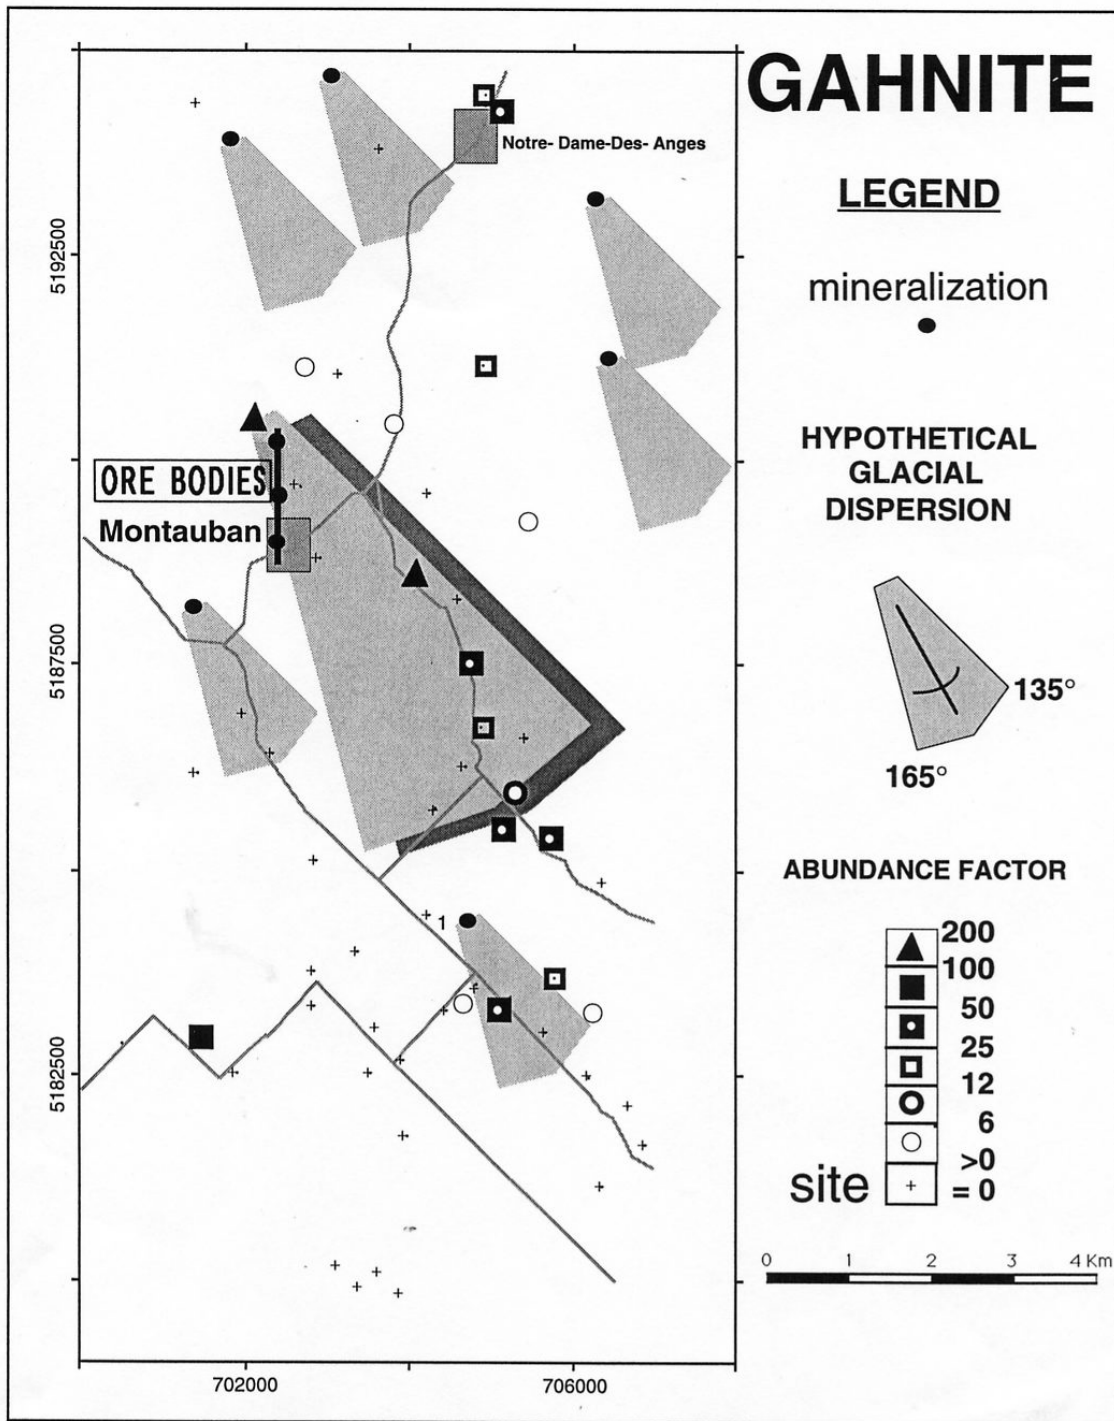 GAHNITE
Notre- Dame-Des- Anges
LEGEND
mineralization
5192500
HYPOTHETICAL
GLACIAL
DISPERSION
ORE BODIES
Montauban
5187500
135°
165°
ABUNDANCE FACTOR
1
200
100
50
25
12
6
>0
site = 0
5182500
0 1 2 3 4 Km
702000 706000